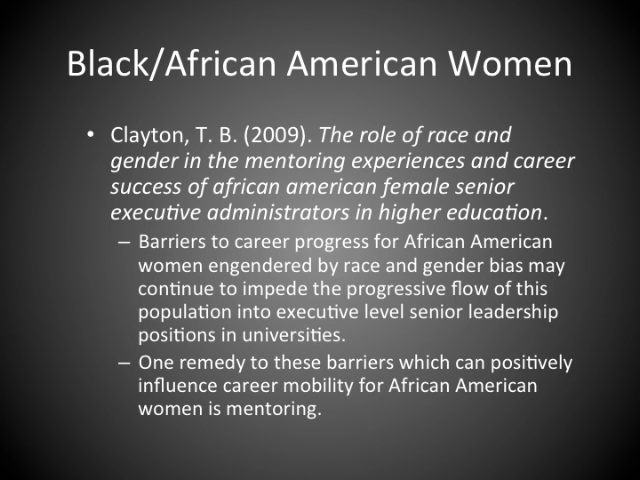 Black/African American Women
• Clayton, T. B. (2009). The role of race and
gender in the mentoring experiences and career
success of african american female senior
executive administrators in higher education.
– Barriers to career progress for African American
women engendered by race and gender bias may
continue to impede the progressive flow of this
population into executive level senior leadership
positions in universities.
– One remedy to these barriers which can positively
influence career mobility for African American
women is mentoring.